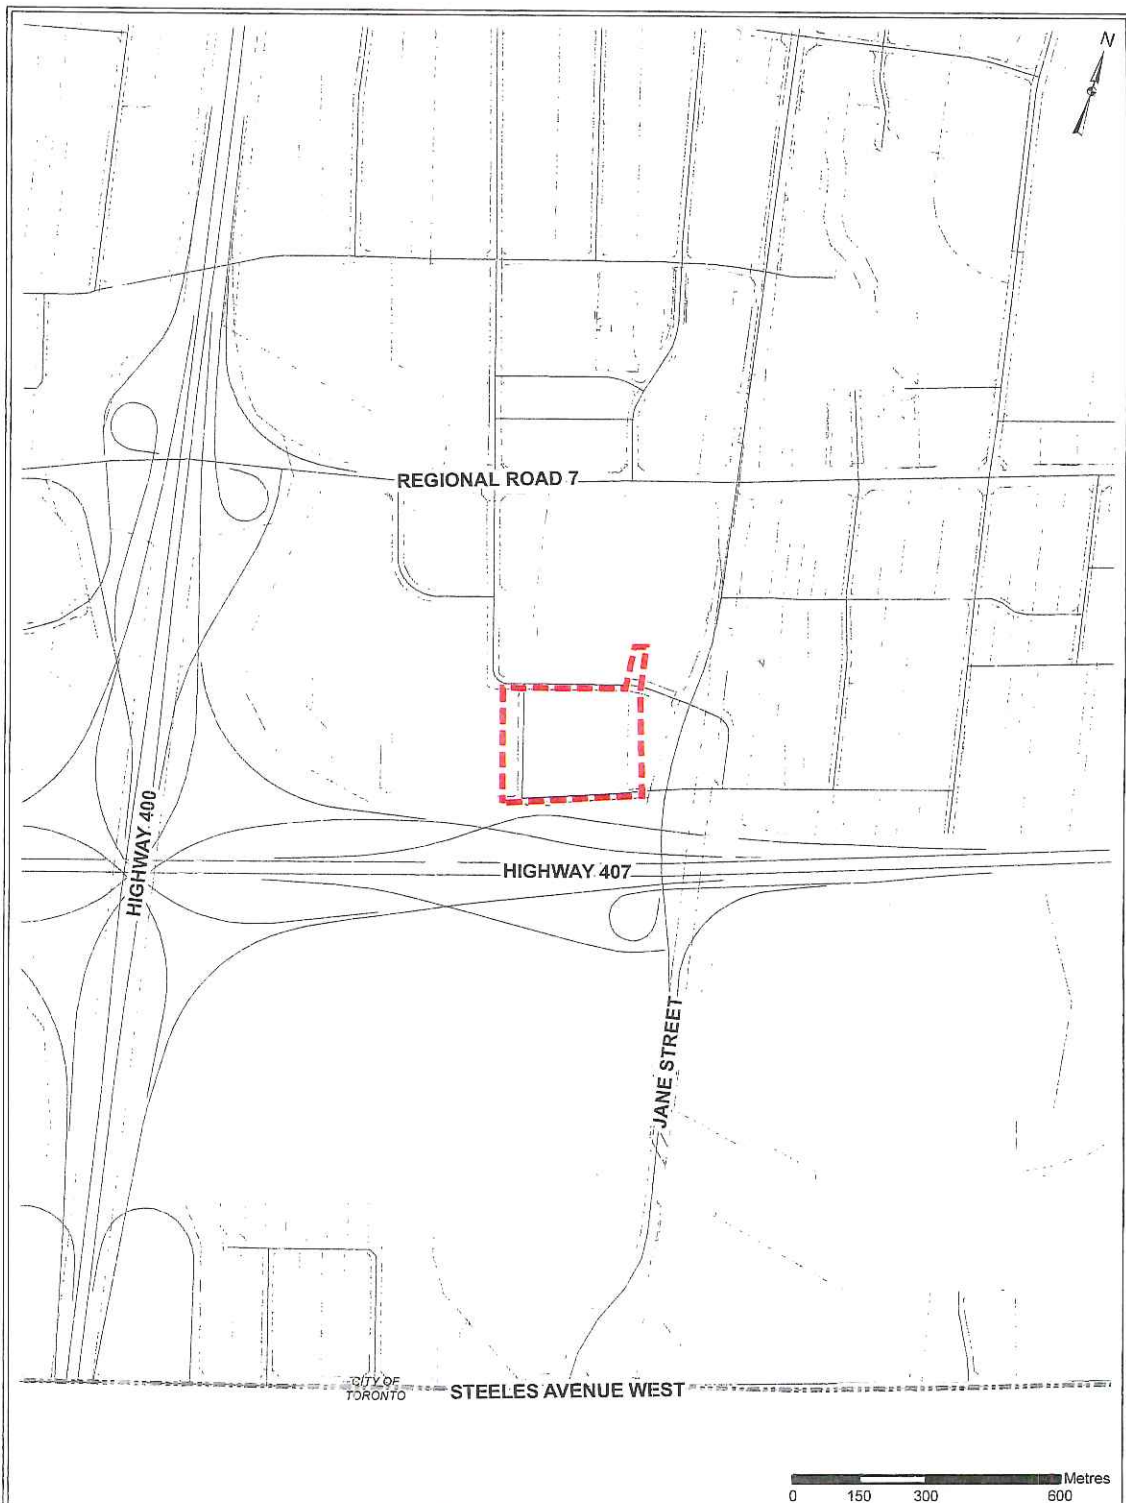 N
REGIONAL ROAD 7
HIGHWAY 400
HIGHWAY 407
JANE STREET
CITY OF
TORONTO
STEELES AVENUE WEST
Metres
0 150 300 600